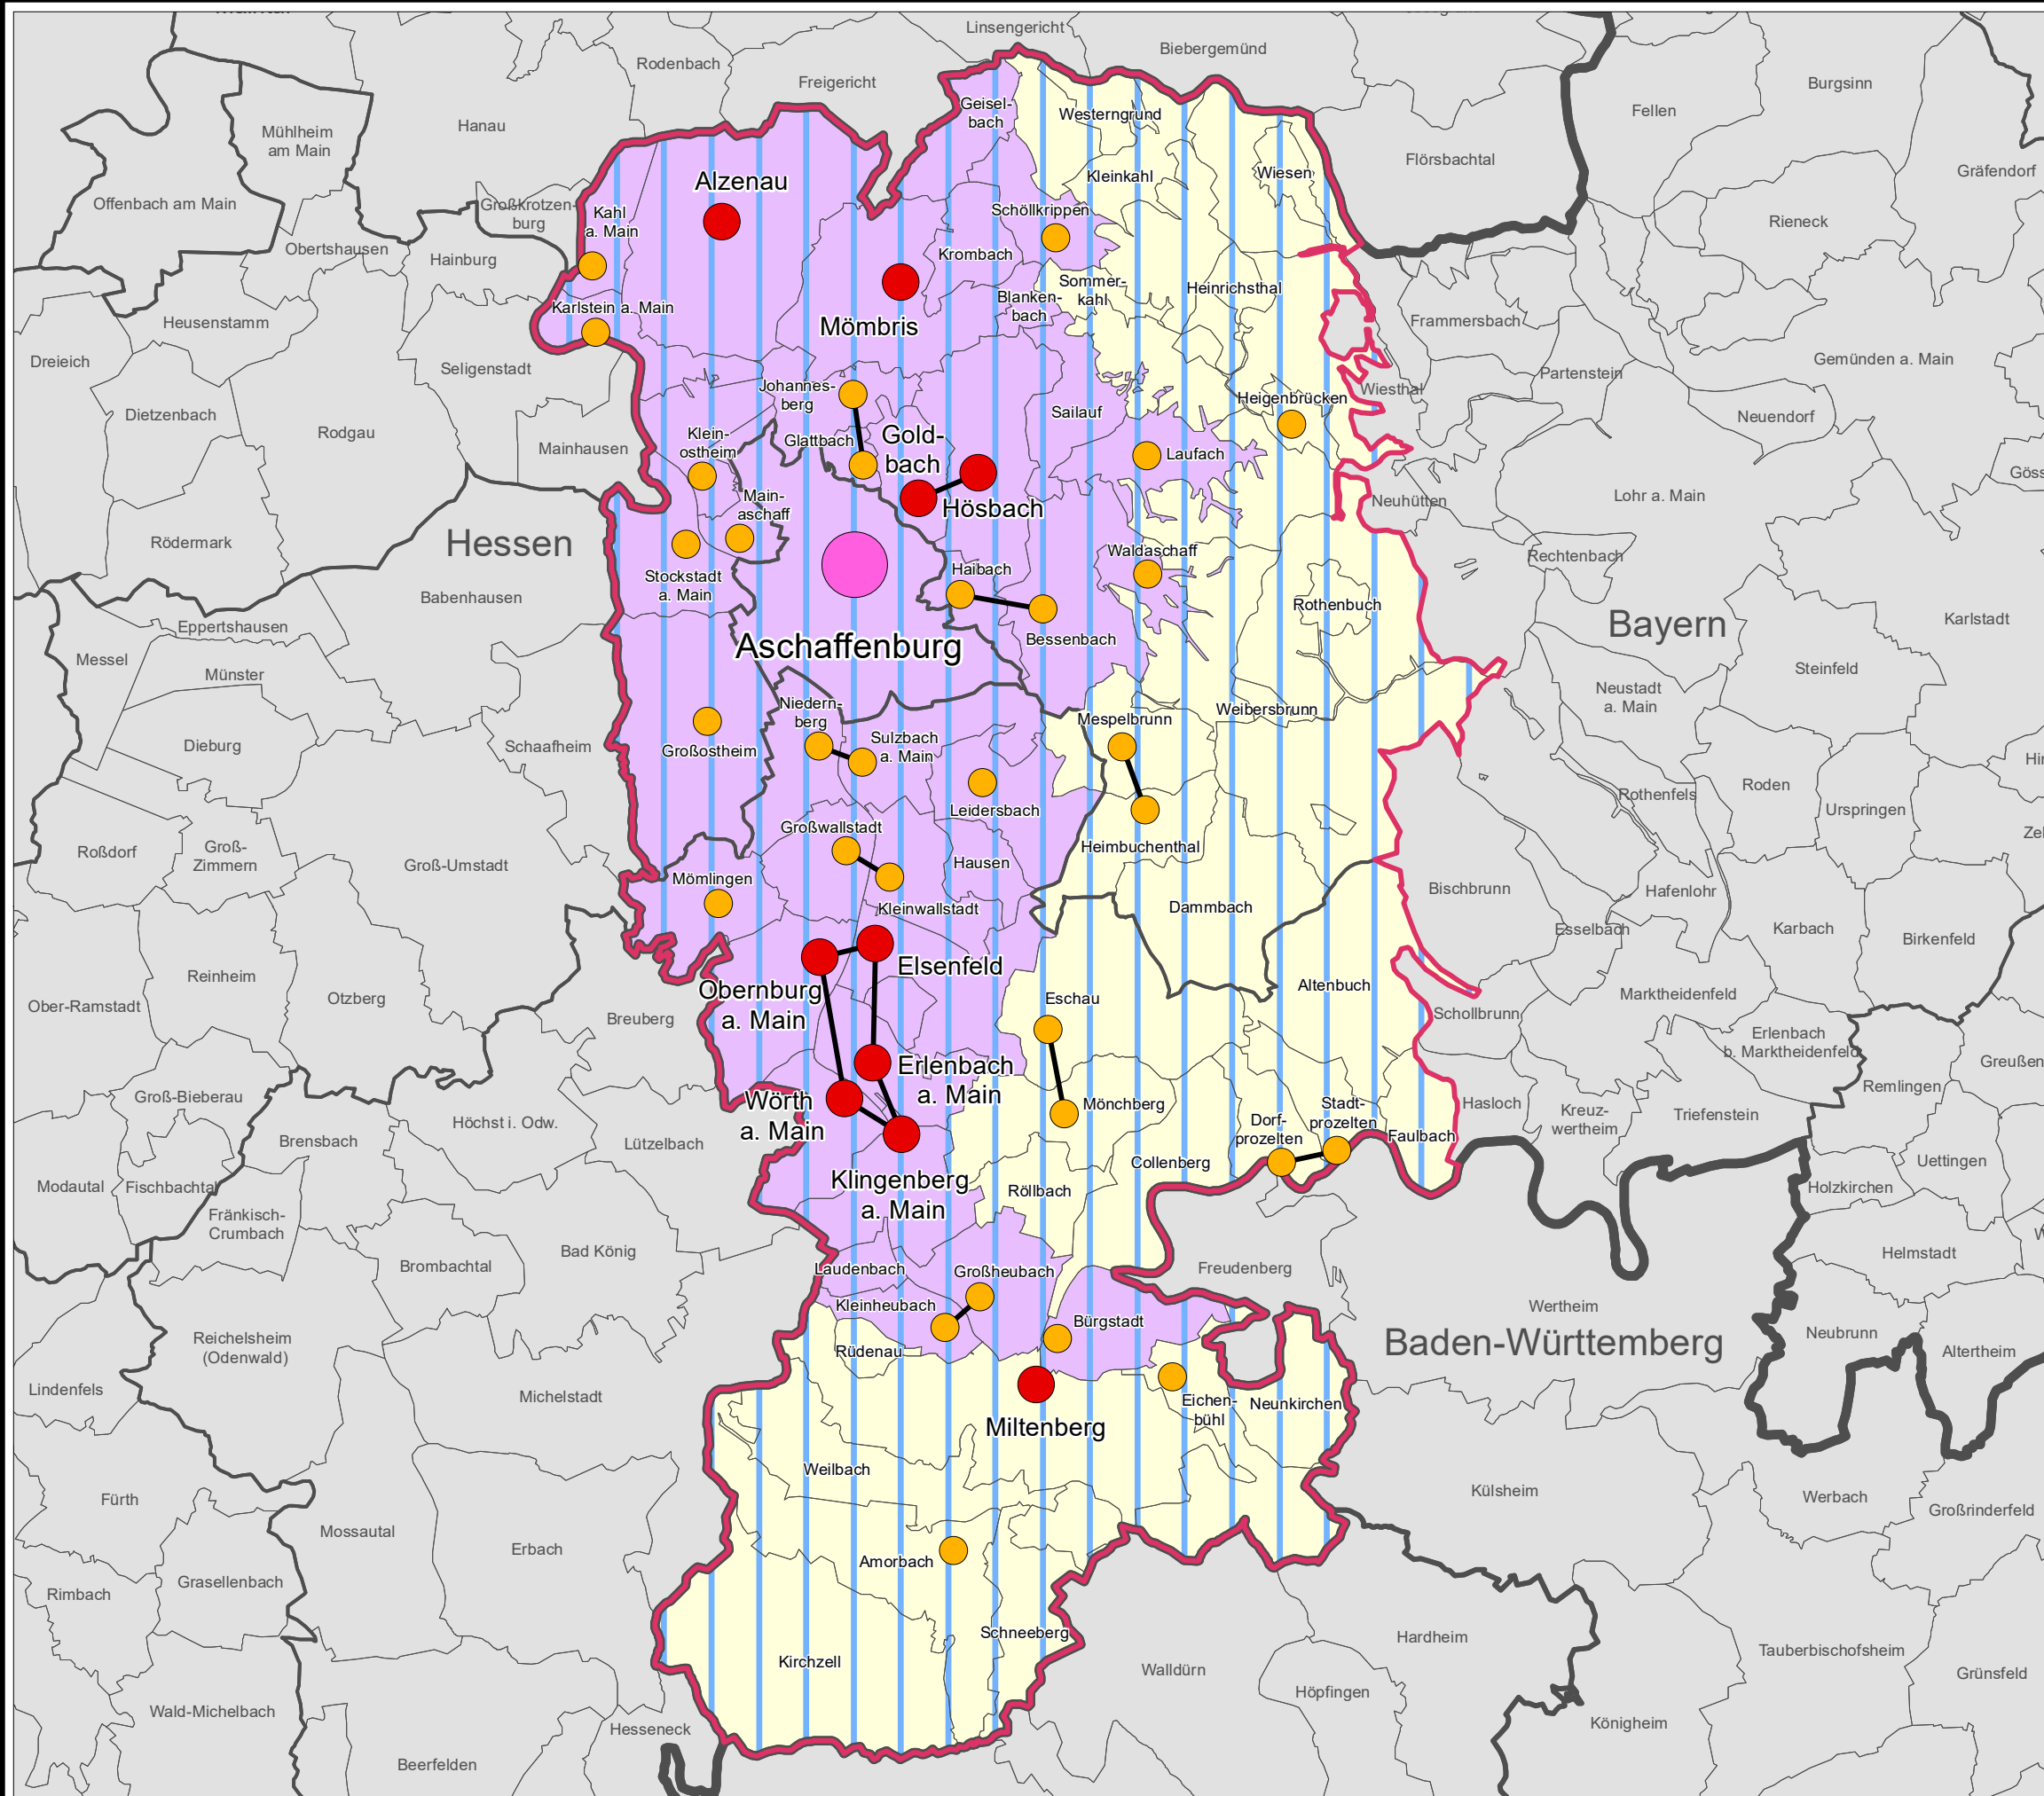 Linsengericht
Biebergemünd
Rodenbach
Freigericht
Burgsinn
Fellen
Geisel-
bach
Westerngrund
Hanau
Mühlheim
am Main
Flörsbachtal
Gräfendorf
Kleinkahl
Wiesen
Alzenau
Offenbach am Main
Großkrotzen-
burg
Kahl
a. Main
Schöllkrippen
Rieneck
Obertshausen
Hainburg
Krombach
Sommer-
kahl
Heinrichsthal
Blanken-
bach
Karlstein a. Main
Heusenstamm
Mömbris
Frammersbach
Dreieich
Seligenstadt
Gemünden a. Main
Partenstein
Wiesthal
Johannes-
berg
Heigenbrücken
Dietzenbach
Sailauf
Neuendorf
Rodgau
Klein-
ostheim
Glattbach
Gold-
bach
Mainhausen
Laufach
Göss
Lohr a. Main
Neuhütten
Main-
aschaff
Hösbach
Hessen
Rödermark
Waldaschaff
Rechtenbach
Haibach
Stockstadt
a. Main
Babenhausen
Rothenbuch
Bayern
Karlstadt
Eppertshausen
Bessenbach
Aschaffenburg
Messel
Münster
Steinfeld
Neustadt
a. Main
Niedern-
berg
Weibersbrunn
Mespelbrunn
Dieburg
Schaafheim
Großostheim
Sulzbach
a. Main
Hir
Roden
Rothenfels
Leidersbach
Urspringen
Großwallstadt
Zel
Roßdorf
Groß-
Zimmern
Groß-Umstadt
Heimbuchenthal
Hausen
Mömlingen
Bischbrunn
Hafenlohr
Kleinwallstadt
Dammbach
Esselbach
Karbach
Birkenfeld
Reinheim
Elsenfeld
Obernburg
a. Main
Altenbuch
Otzberg
Ober-Ramstadt
Eschau
Marktheidenfeld
Breuberg
Schollbrunn
Erlenbach
b. Marktheidenfeld
Greußen
Erlenbach
a. Main
Groß-Bieberau
Remlingen
Wörth
a. Main
Mönchberg
Hasloch
Kreuz-
wertheim
Triefenstein
Höchst i. Odw.
Dorf-
prozelten
Stadt-
prozelten
Faulbach
Brensbach
Lützelbach
Collenberg
Uettingen
Modautal
Fischbachtal
Klingenberg
a. Main
Röllbach
Holzkirchen
Fränkisch-
Crumbach
Bad König
Helmstadt
W
Brombachtal
Laudenbach
Großheubach
Freudenberg
Kleinheubach
Wertheim
Bürgstadt
Baden-Württemberg
Neubrunn
Reichelsheim
(Odenwald)
Rüdenau
Altertheim
Lindenfels
Michelstadt
Eichen-
bühl
Neunkirchen
Miltenberg
Weilbach
Külsheim
Fürth
Werbach
Großrinderfeld
Mossautal
Erbach
Amorbach
Grasellenbach
Rimbach
Schneeberg
Hardheim
Tauberbischofsheim
Kirchzell
Walldürn
Grünsfeld
Höpfingen
Wald-Michelbach
Königheim
Hesseneck
Beerfelden